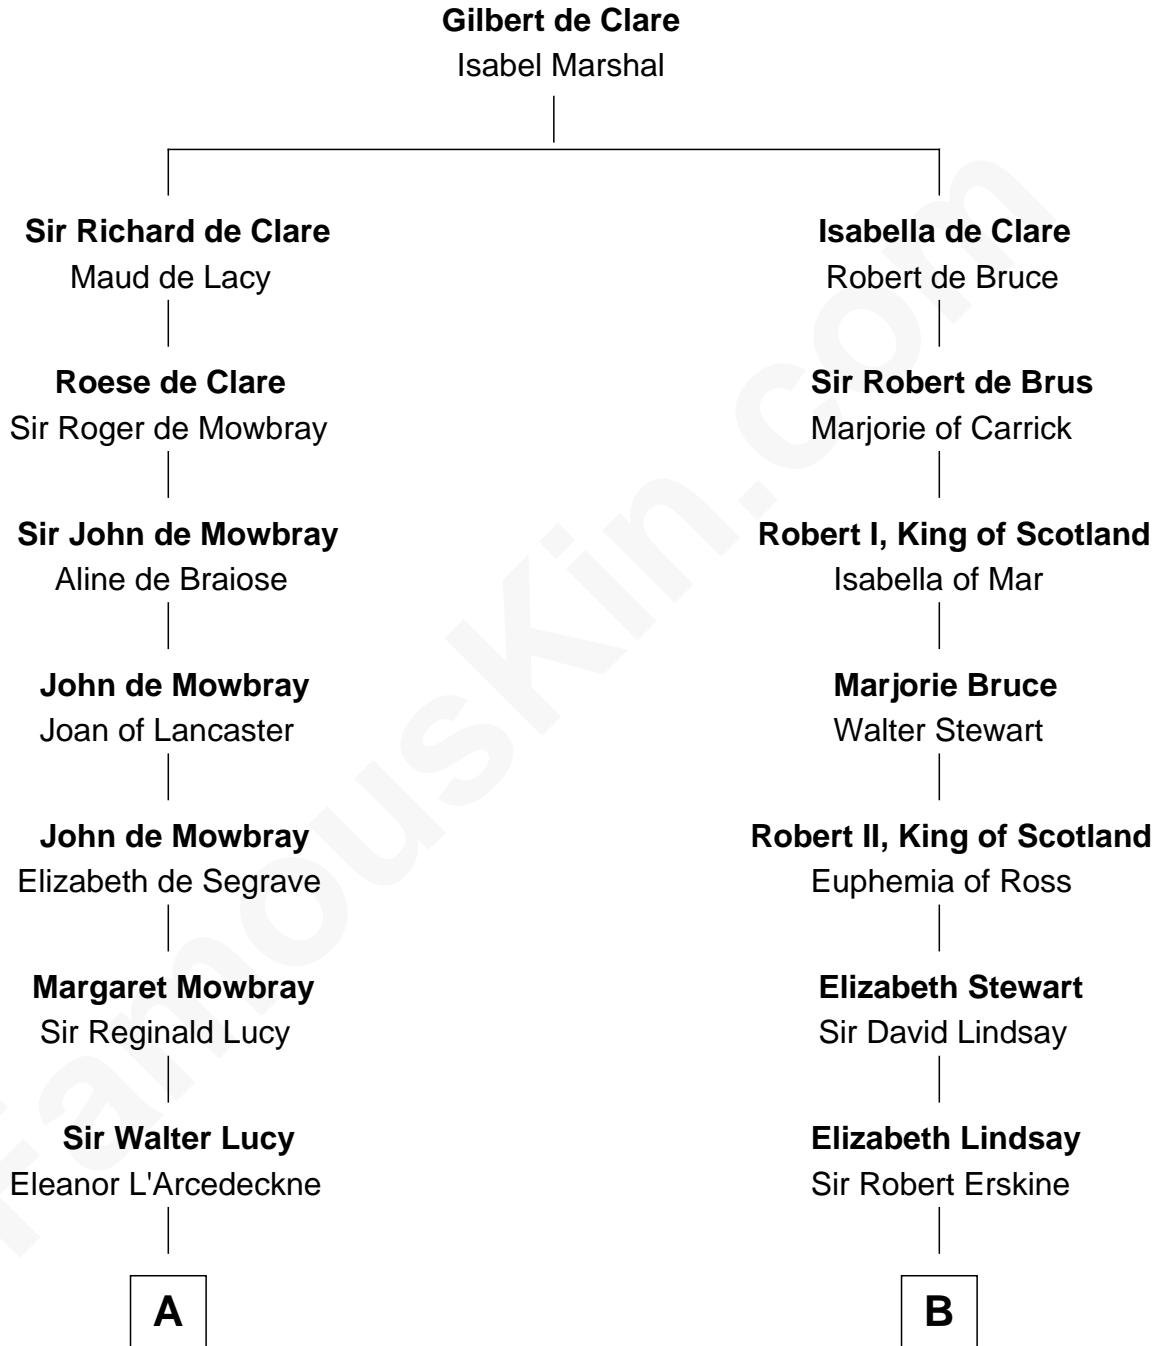 Gilbert de Clare
Isabel Marshal
Sir Richard de Clare
Maud de Lacy
Isabella de Clare
Robert de Bruce
Roese de Clare
Sir Roger de Mowbray
Sir Robert de Brus
Marjorie of Carrick
Sir John de Mowbray
Aline de Braiose
Robert I, King of Scotland
Isabella of Mar
John de Mowbray
Joan of Lancaster
Marjorie Bruce
Walter Stewart
John de Mowbray
Elizabeth de Segrave
Robert II, King of Scotland
Euphemia of Ross
Margaret Mowbray
Sir Reginald Lucy
Elizabeth Stewart
Sir David Lindsay
Sir Walter Lucy
Eleanor L'Arcedeckne
Elizabeth Lindsay
Sir Robert Erskine
A
B
FamousKin.com